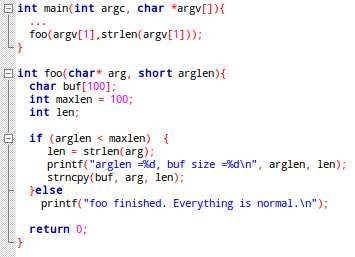 int main(int argc, char *argv[]){
...
foo(argv[1],strlen(argv[1]));
}
int foo(char* arg, short arglen){
char buf[100];
int maxlen = 100;
int len;
if (arglen < maxlen) {
len = strlen(arg);
printf("arglen =%d, buf size =%d\n", arglen, len);
strncpy(buf, arg, len);
}else
printf("foo finished. Everything is normal.\n");
return 0;
}